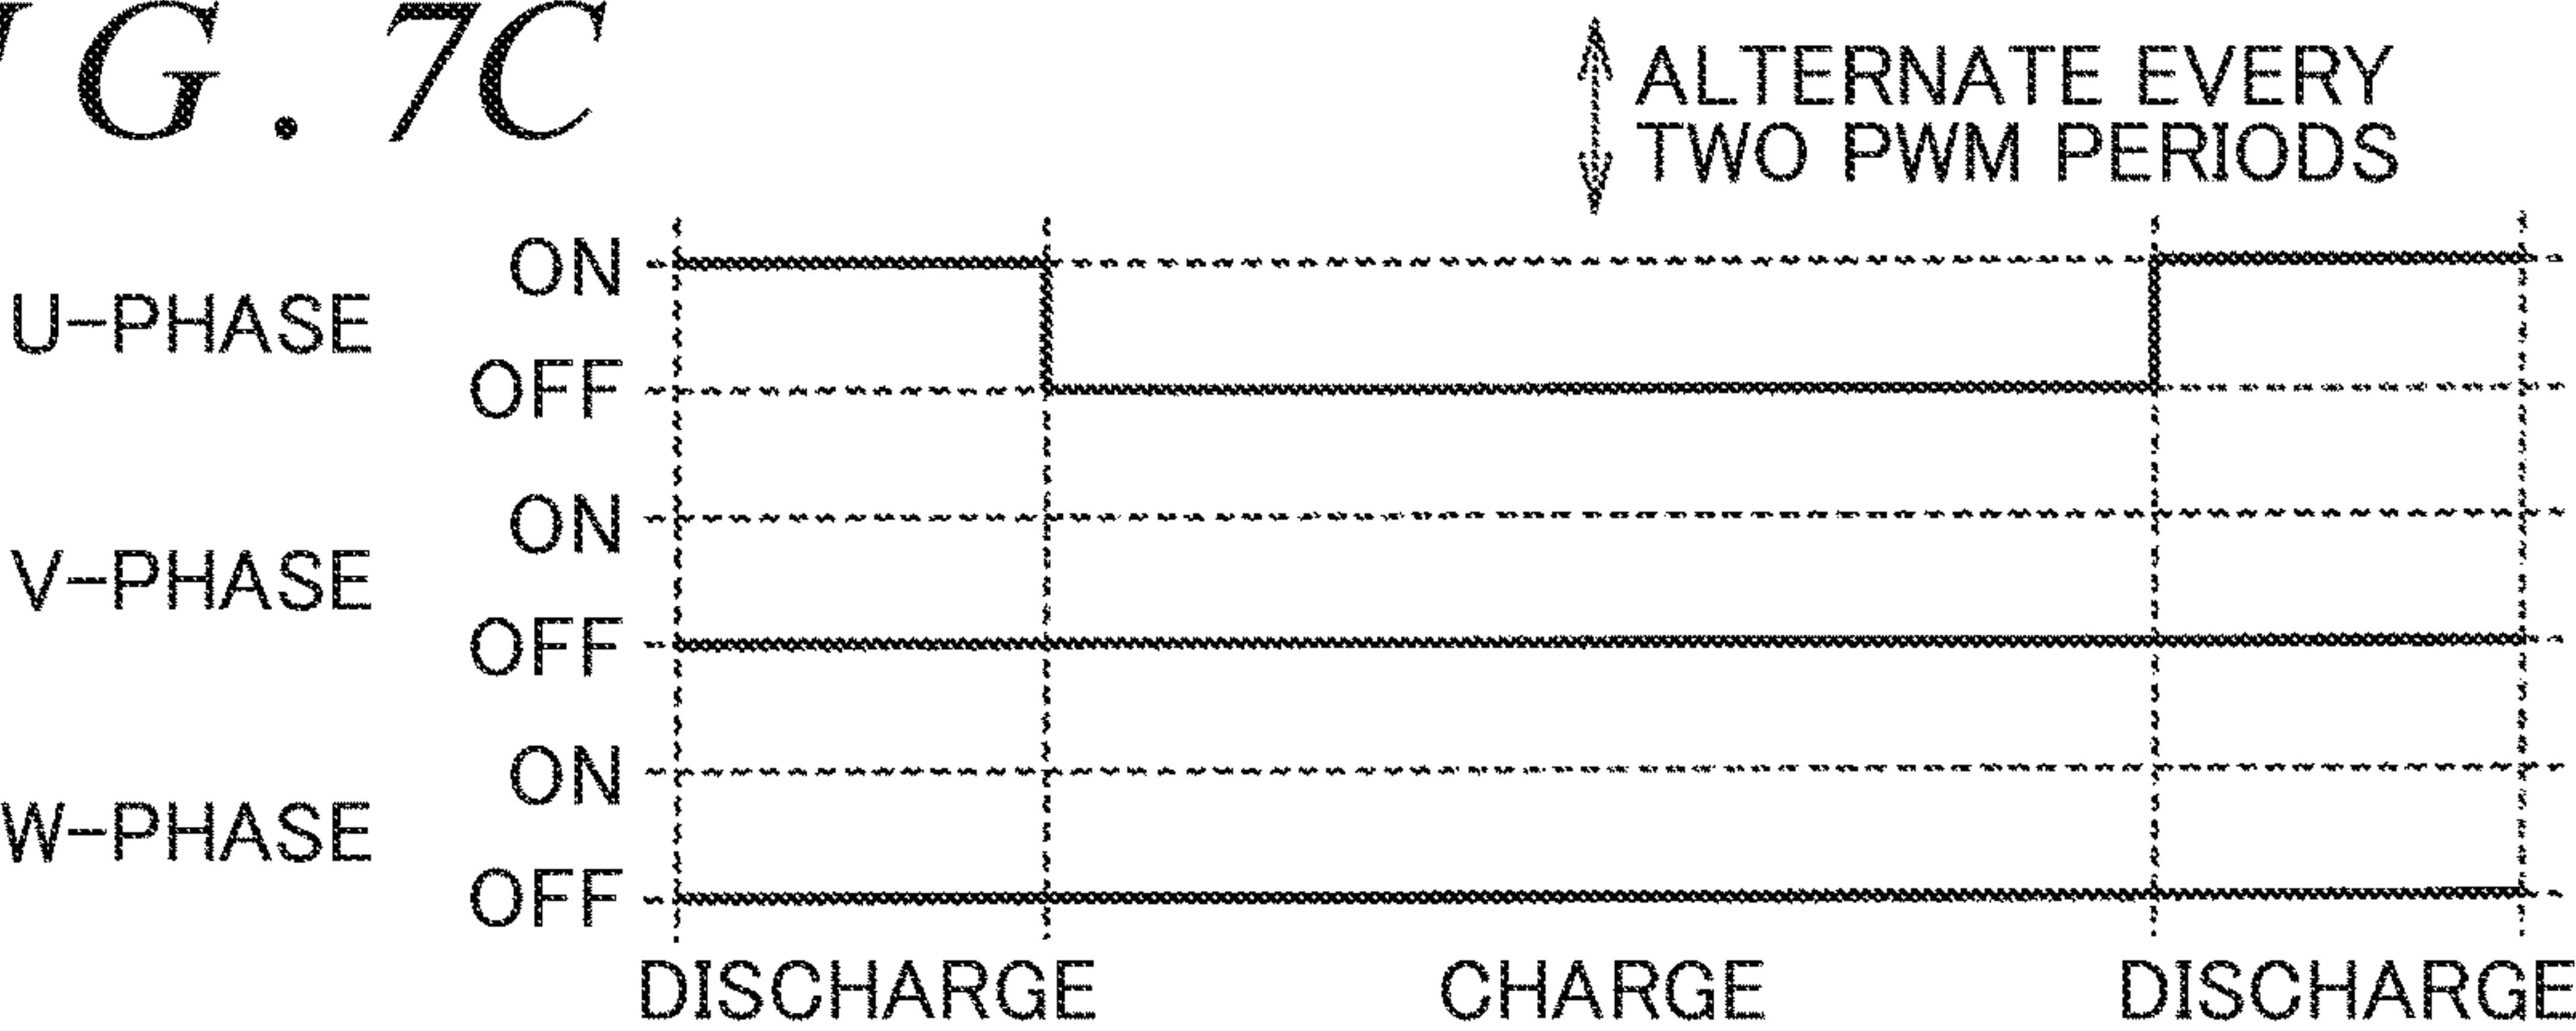 G. 7C
ALTERNATE EVERY
TWO PWM PERIODS
U-PHASE
ON
OFF
V-PHASE
ON
OFF
W-PHASE
ON
OFF
DISCHARGE CHARGE DISCHARGE